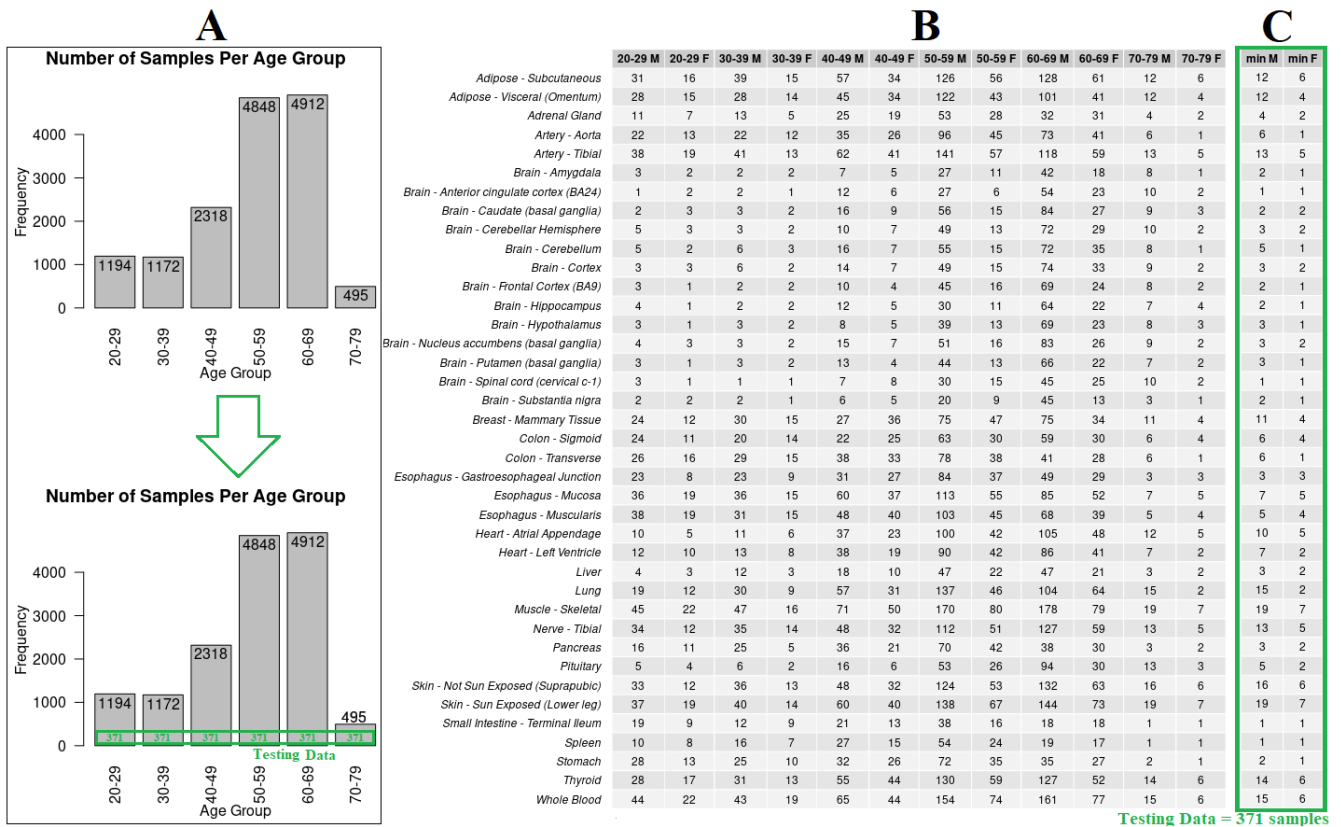 A
B
C
Number of Samples Per Age Group
Frequency
4000
3000
2000
1000
0
1194
1172
2318
4848
4912
495
20-29
30-39
40-49
50-59
60-69
70-79
Age Group
Number of Samples Per Age Group
Frequency
4000
3000
2000
1000
0
1194
1172
2318
4848
4912
495
371 371 371 371 371 371
Testing Data
20-29
30-39
40-49
50-59
60-69
70-79
Age Group
20-29 M 20-29 F 30-39 M 30-39 F 40-49 M 40-49 F 50-59 M 50-59 F 60-69 M 60-69 F 70-79 M 70-79 F min M min F
Adipose - Subcutaneous 31 16 39 15 57 34 126 56 128 61 12 6 12 6
Adipose - Visceral (Omentum) 28 15 28 14 45 34 122 43 101 41 12 4 12 4
Adrenal Gland 11 7 13 5 25 19 53 28 32 31 4 2 4 2
Artery - Aorta 22 13 22 12 35 26 96 45 73 41 6 1 6 1
Artery - Tibial 38 19 41 13 62 41 141 57 118 59 13 5 13 5
Brain - Amygdala 3 2 2 2 7 5 27 11 42 18 8 1 2 1
Brain - Anterior cingulate cortex (BA24) 1 2 2 1 12 6 27 6 54 23 10 2 1 1
Brain - Caudate (basal ganglia) 2 3 3 2 16 9 56 15 84 27 9 3 2 2
Brain - Cerebellar Hemisphere 5 3 3 2 10 7 49 13 72 29 10 2 3 2
Brain - Cerebellum 5 2 6 3 16 7 55 15 72 35 8 1 5 1
Brain - Cortex 3 3 6 2 14 7 49 15 74 33 9 2 3 2
Brain - Frontal Cortex (BA9) 3 1 2 2 10 4 45 16 69 24 8 2 2 1
Brain - Hippocampus 4 1 2 2 12 5 30 11 64 22 7 4 2 1
Brain - Hypothalamus 3 1 3 2 8 5 39 13 69 23 8 3 3 1
Brain - Nucleus accumbens (basal ganglia) 4 3 3 2 15 7 51 16 83 26 9 2 3 2
Brain - Putamen (basal ganglia) 3 1 3 2 13 4 44 13 66 22 7 2 3 1
Brain - Spinal cord (cervical c-1) 3 1 1 1 7 8 30 15 45 25 10 2 1 1
Brain - Substantia nigra 2 2 2 1 6 5 20 9 45 13 3 1 2 1
Breast - Mammary Tissue 24 12 30 15 27 36 75 47 75 34 11 4 11 4
Colon - Sigmoid 24 11 20 14 22 25 63 30 59 30 6 4 6 4
Colon - Transverse 26 16 29 15 38 33 78 38 41 28 6 1 6 1
Esophagus - Gastroesophageal Junction 23 8 23 9 31 27 84 37 49 29 3 3 3 3
Esophagus - Mucosa 36 19 36 15 60 37 113 55 85 52 7 5 7 5
Esophagus - Muscularis 38 19 31 15 48 40 103 45 68 39 5 4 5 4
Heart - Atrial Appendage 10 5 11 6 37 23 100 42 105 48 12 5 10 5
Heart - Left Ventricle 12 10 13 8 38 19 90 42 86 41 7 2 7 2
Liver 4 3 12 3 18 10 47 22 47 21 3 2 3 2
Lung 19 12 30 9 57 31 137 46 104 64 15 2 15 2
Muscle - Skeletal 45 22 47 16 71 50 170 80 178 79 19 7 19 7
Nerve - Tibial 34 12 35 14 48 32 112 51 127 59 13 5 13 5
Pancreas 16 11 25 5 36 21 70 42 38 30 3 2 3 2
Pituitary 5 4 6 2 16 6 53 26 94 30 13 3 5 2
Skin - Not Sun Exposed (Suprapubic) 33 12 36 13 48 32 124 53 132 63 16 6 16 6
Skin - Sun Exposed (Lower leg) 37 19 40 14 60 40 138 67 144 73 19 7 19 7
Small Intestine - Terminal Ileum 19 9 12 9 21 13 38 16 18 18 1 1 1 1
Spleen 10 8 16 7 27 15 54 24 19 17 1 1 1 1
Stomach 28 13 25 10 32 26 72 35 35 27 2 1 2 1
Thyroid 28 17 31 13 55 44 130 59 127 52 14 6 14 6
Whole Blood 44 22 43 19 65 44 154 74 161 77 15 6 15 6
Testing Data = 371 samples